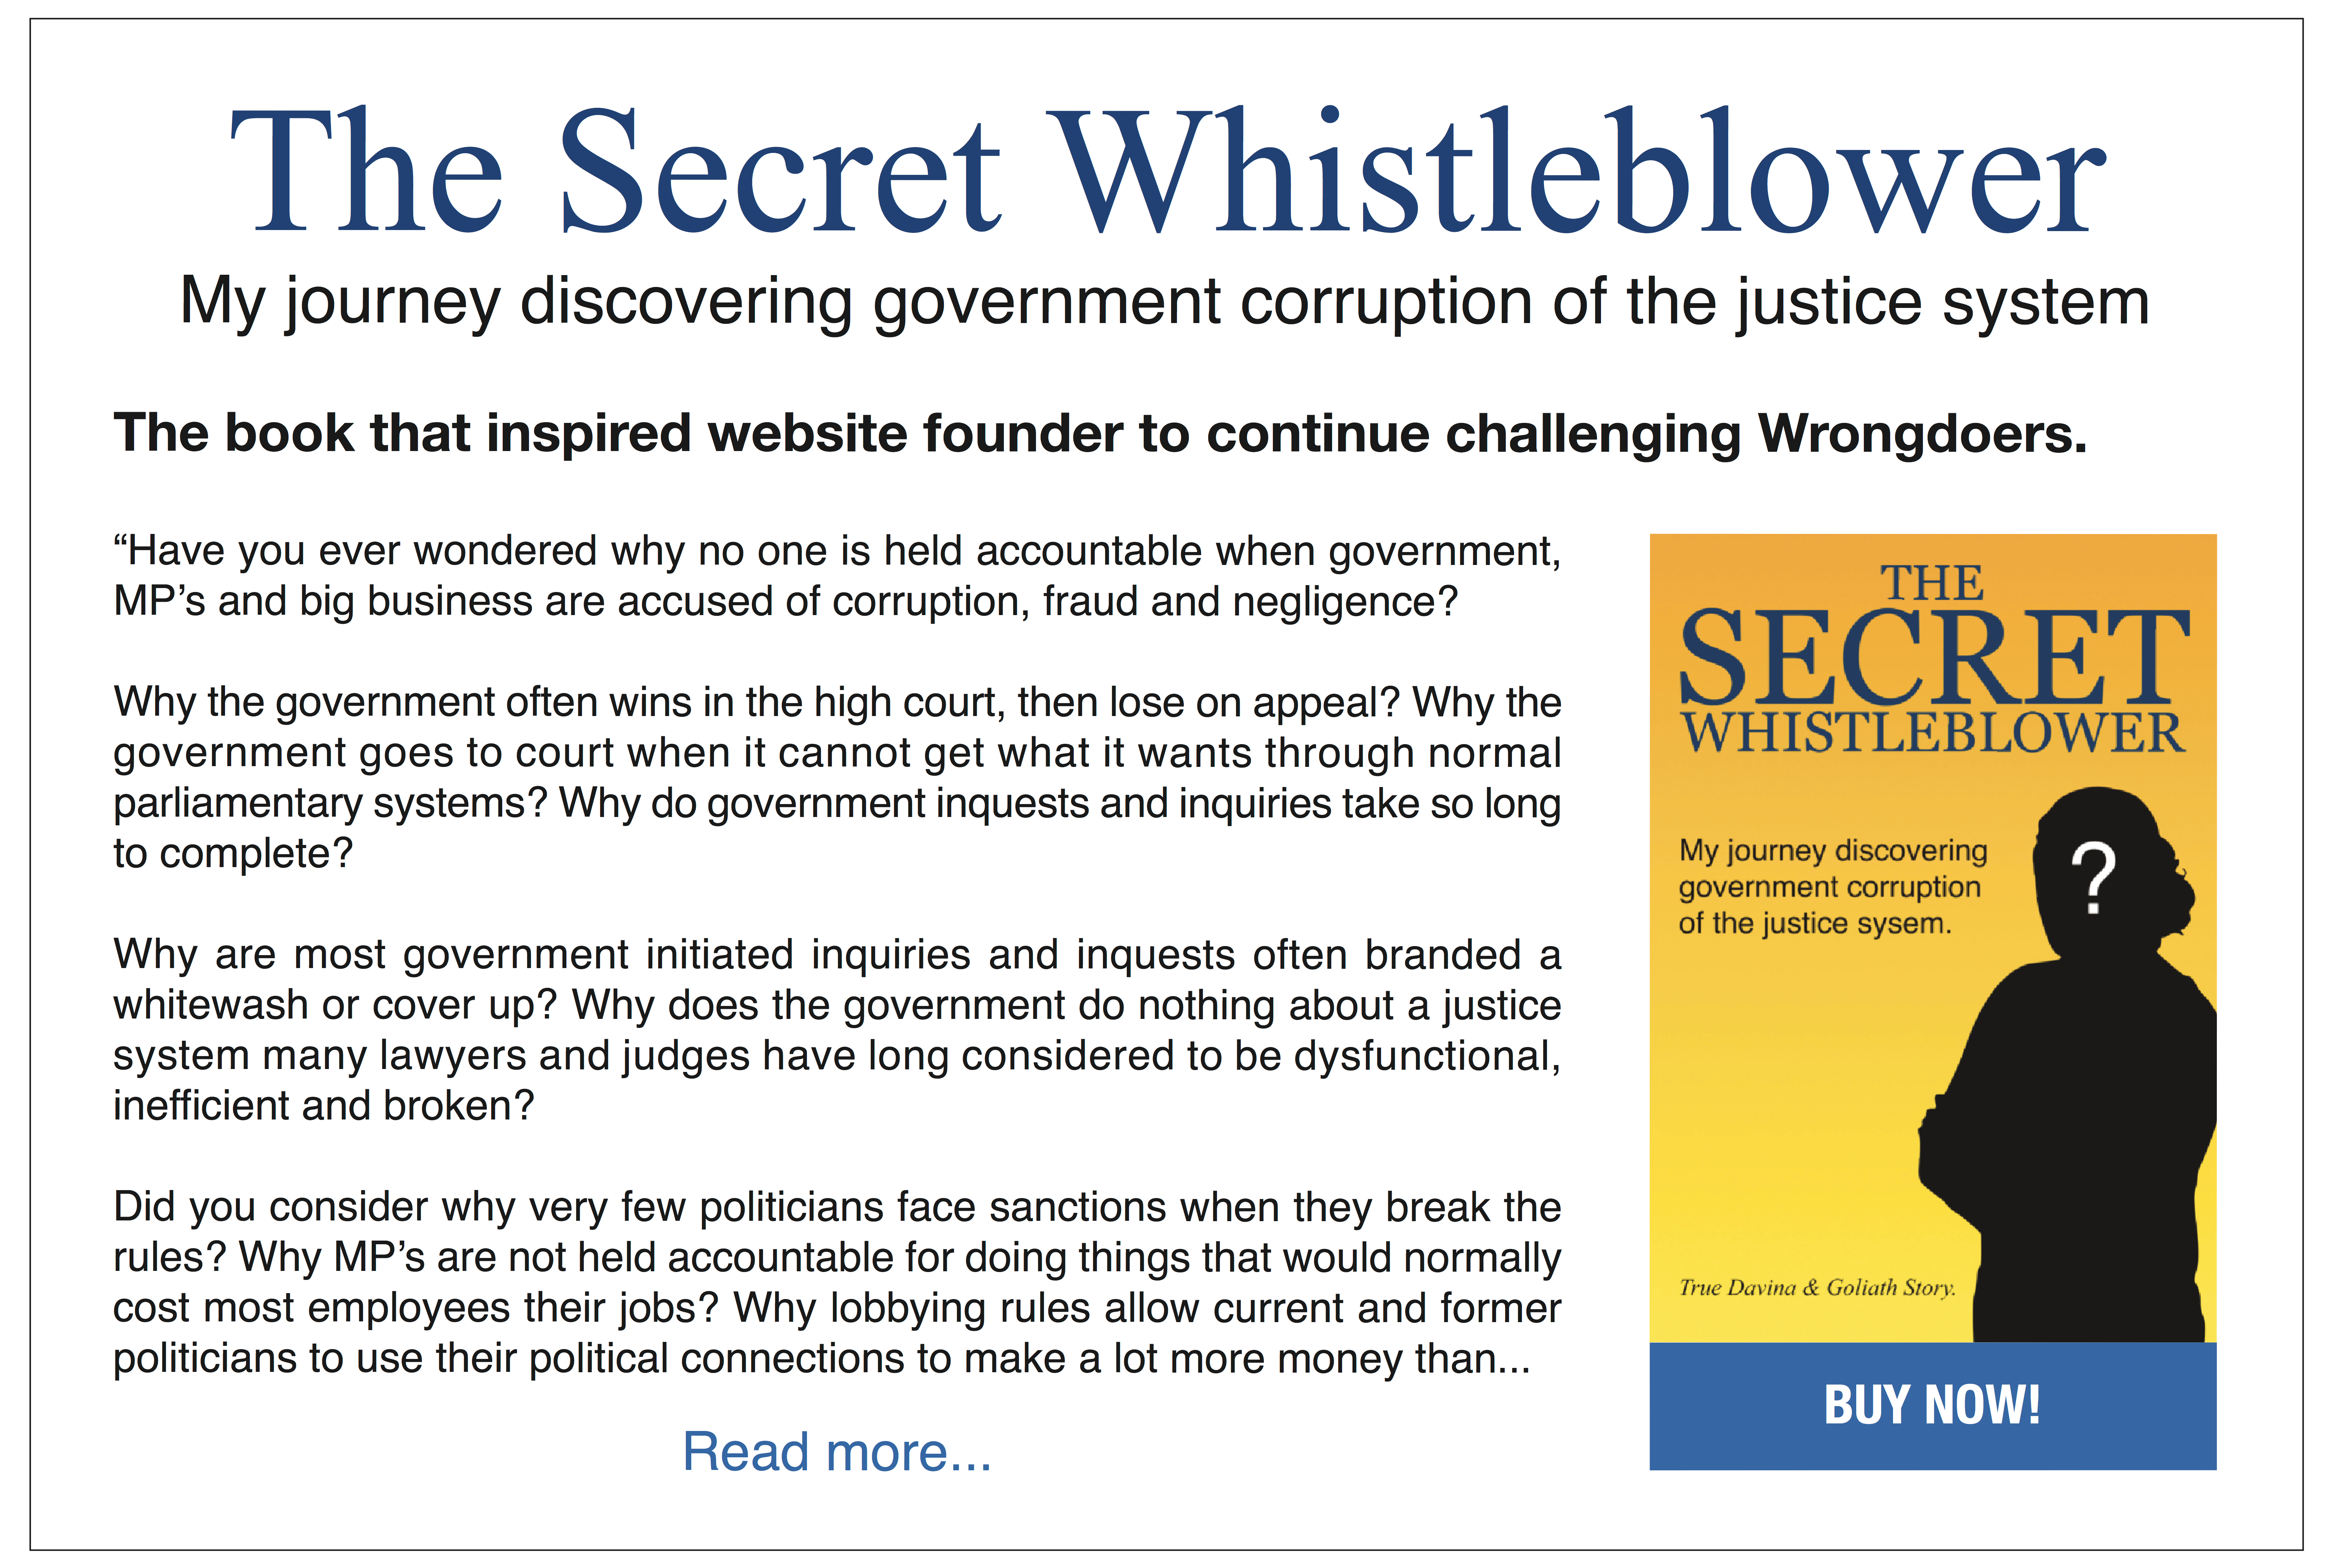 The Secret Whistleblower
My journey discovering government corruption of the justice system
The book that inspired website founder to continue challenging Wrongdoers.
“Have you ever wondered why no one is held accountable when government,
MP’s and big business are accused of corruption, fraud and negligence?
Why the government often wins in the high court, then lose on appeal? Why the
government goes to court when it cannot get what it wants through normal
parliamentary systems? Why do government inquests and inquiries take so long
to complete?
Why are most government initiated inquiries and inquests often branded a
whitewash or cover up? Why does the government do nothing about a justice
system many lawyers and judges have long considered to be dysfunctional,
inefficient and broken?
Did you consider why very few politicians face sanctions when they break the
rules? Why MP’s are not held accountable for doing things that would normally
cost most employees their jobs? Why lobbying rules allow current and former
politicians to use their political connections to make a lot more money than...
Read more...
THE
SECRET
WHISTLEBLOWER
My journey discovering
government corruption
of the justice sysem.
?
True Davina & Goliath Story.
BUY NOW!